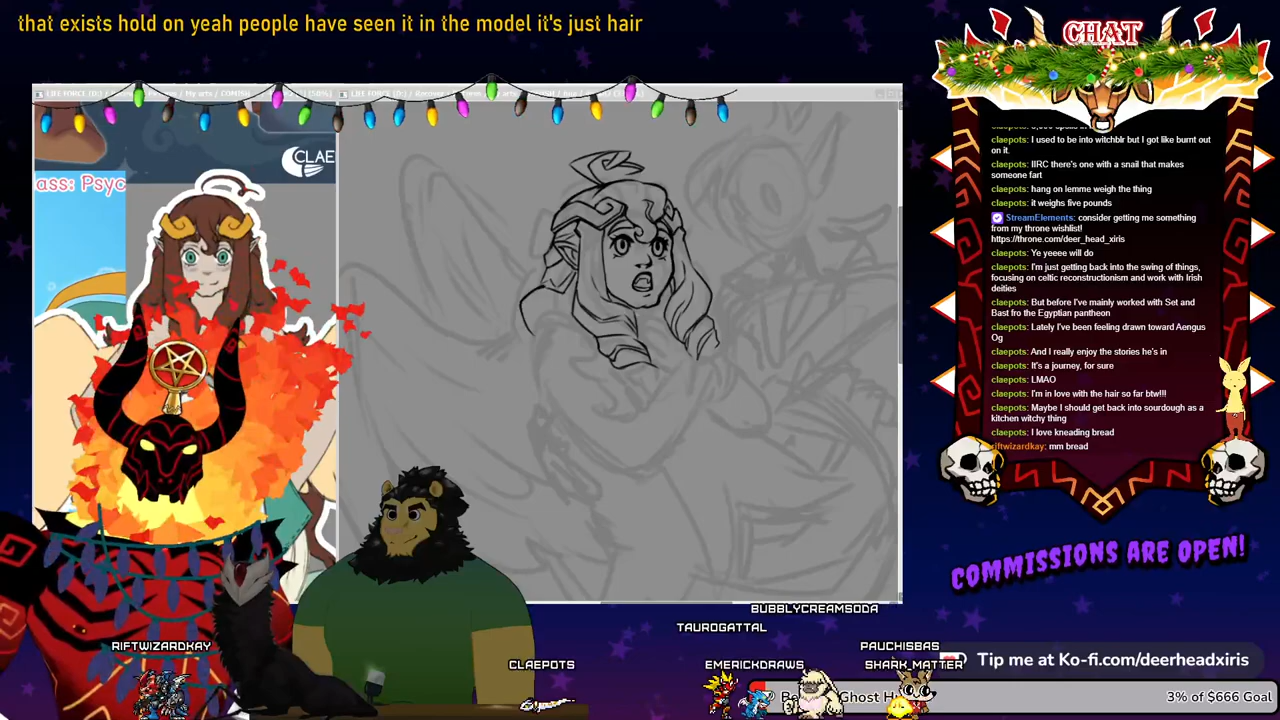 that exists hold on yeah people have seen it in the model it's just hair
CHAT
claepots: I used to be into witchblr but I got like burnt out
on it.
claepots: IIRC there's one with a snail that makes
someone fart
claepots: hang on lemme weigh the thing
claepots: it weighs five pounds
StreamElements: consider getting me something
from my throne wishlist!
https://throne.com/deer_head_xiris
claepots: Ye yeeee will do
claepots: I'm just getting back into the swing of things,
focusing on celtic reconstructionism and work with Irish
deities
claepots: But before I've mainly worked with Set and
Bast fro the Egyptian pantheon
claepots: Lately I've been feeling drawn toward Aengus
Og
claepots: And I really enjoy the stories he's in
claepots: It's a journey, for sure
claepots: LMAO
claepots: I'm in love with the hair so far btw!!!
claepots: Maybe I should get back into sourdough as a
kitchen witchy thing
claepots: I love kneading bread
riftwizardkay: mm bread
CLAE
ass: Psyc
COMMISSIONS ARE OPEN!
BUBBLYCREAMSODA
TAUROGATTAL
RIFTWIZARDKAY
CLAEPOTS
EMERICKDRAWS
PAUCHISBAS
SHARK_MATTER
Tip me at Ko-fi.com/deerheadxiris
3% of $666 Goal